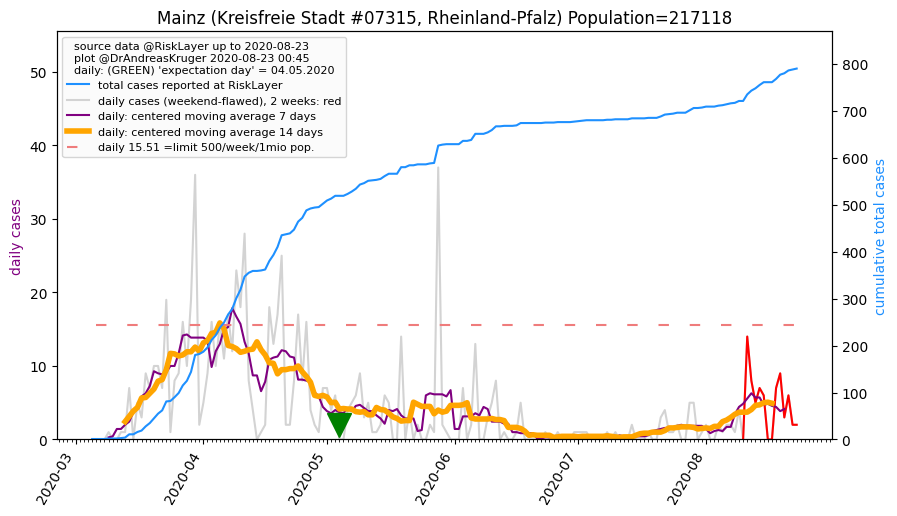 Mainz (Kreisfreie Stadt #07315, Rheinland-Pfalz) Population=217118
source data @RiskLayer up to 2020-08-23
plot @DrAndreasKruger 2020-08-23 00:45
daily: (GREEN) 'expectation day' = 04.05.2020
total cases reported at RiskLayer
daily cases (weekend-flawed), 2 weeks: red
daily: centered moving average 7 days
daily: centered moving average 14 days
daily 15.51 =limit 500/week/1mio pop.
daily cases
50
40
30
20
10
0
cumulative total cases
800
700
600
500
400
300
200
100
0
2020-03
2020-04
2020-05
2020-06
2020-07
2020-08